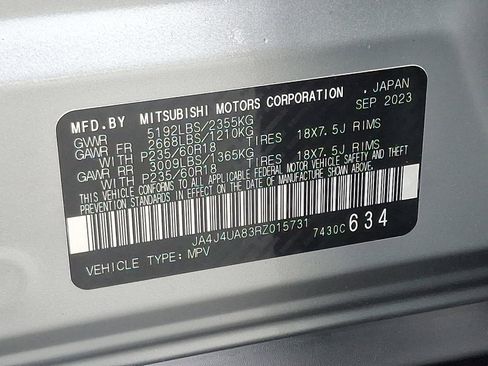 MFD.BY MITSUBISHI MOTORS CORPORATION, JAPAN
GVWR 5192LBS/2355KG SEP 2023
GAWR FR 2668LBS/1210KG
WITH P235/60R18 TIRES 18X7.5J RIMS
GAWR RR 3009LBS/1365KG
WITH P235/60R18 TIRES 18X7.5J RIMS
THIS VEHICLE CONFORMS TO ALL APPLICABLE FEDERAL MOTOR VEHICLE SAFETY AND THEFT
PREVENTION STANDARDS IN EFFECT ON THE DATE OF MANUFACTURE SHOWN ABOVE.
JA4J4UA83RZ015731 7430C 634
VEHICLE TYPE: MPV